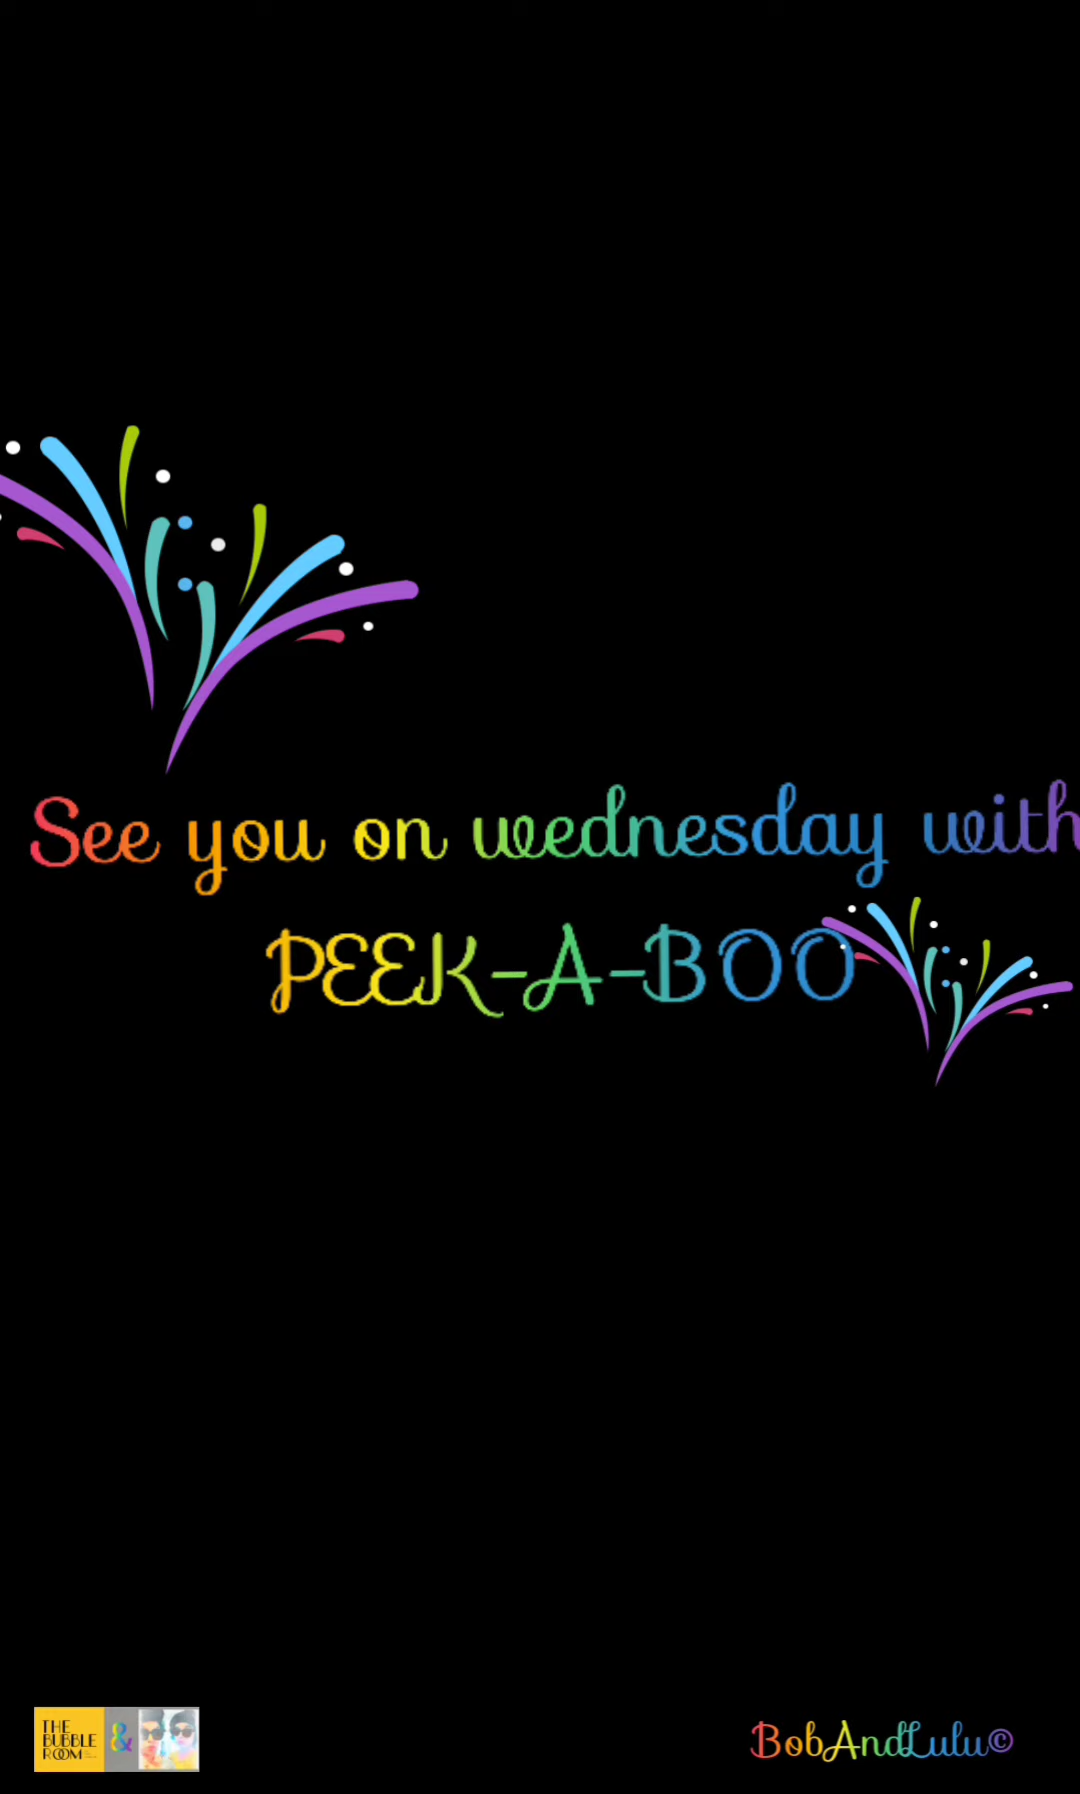 See you on wednesday with
PEEK-A-BOO
THE
BUBBLE
ROOM
&
BobAndLulu©